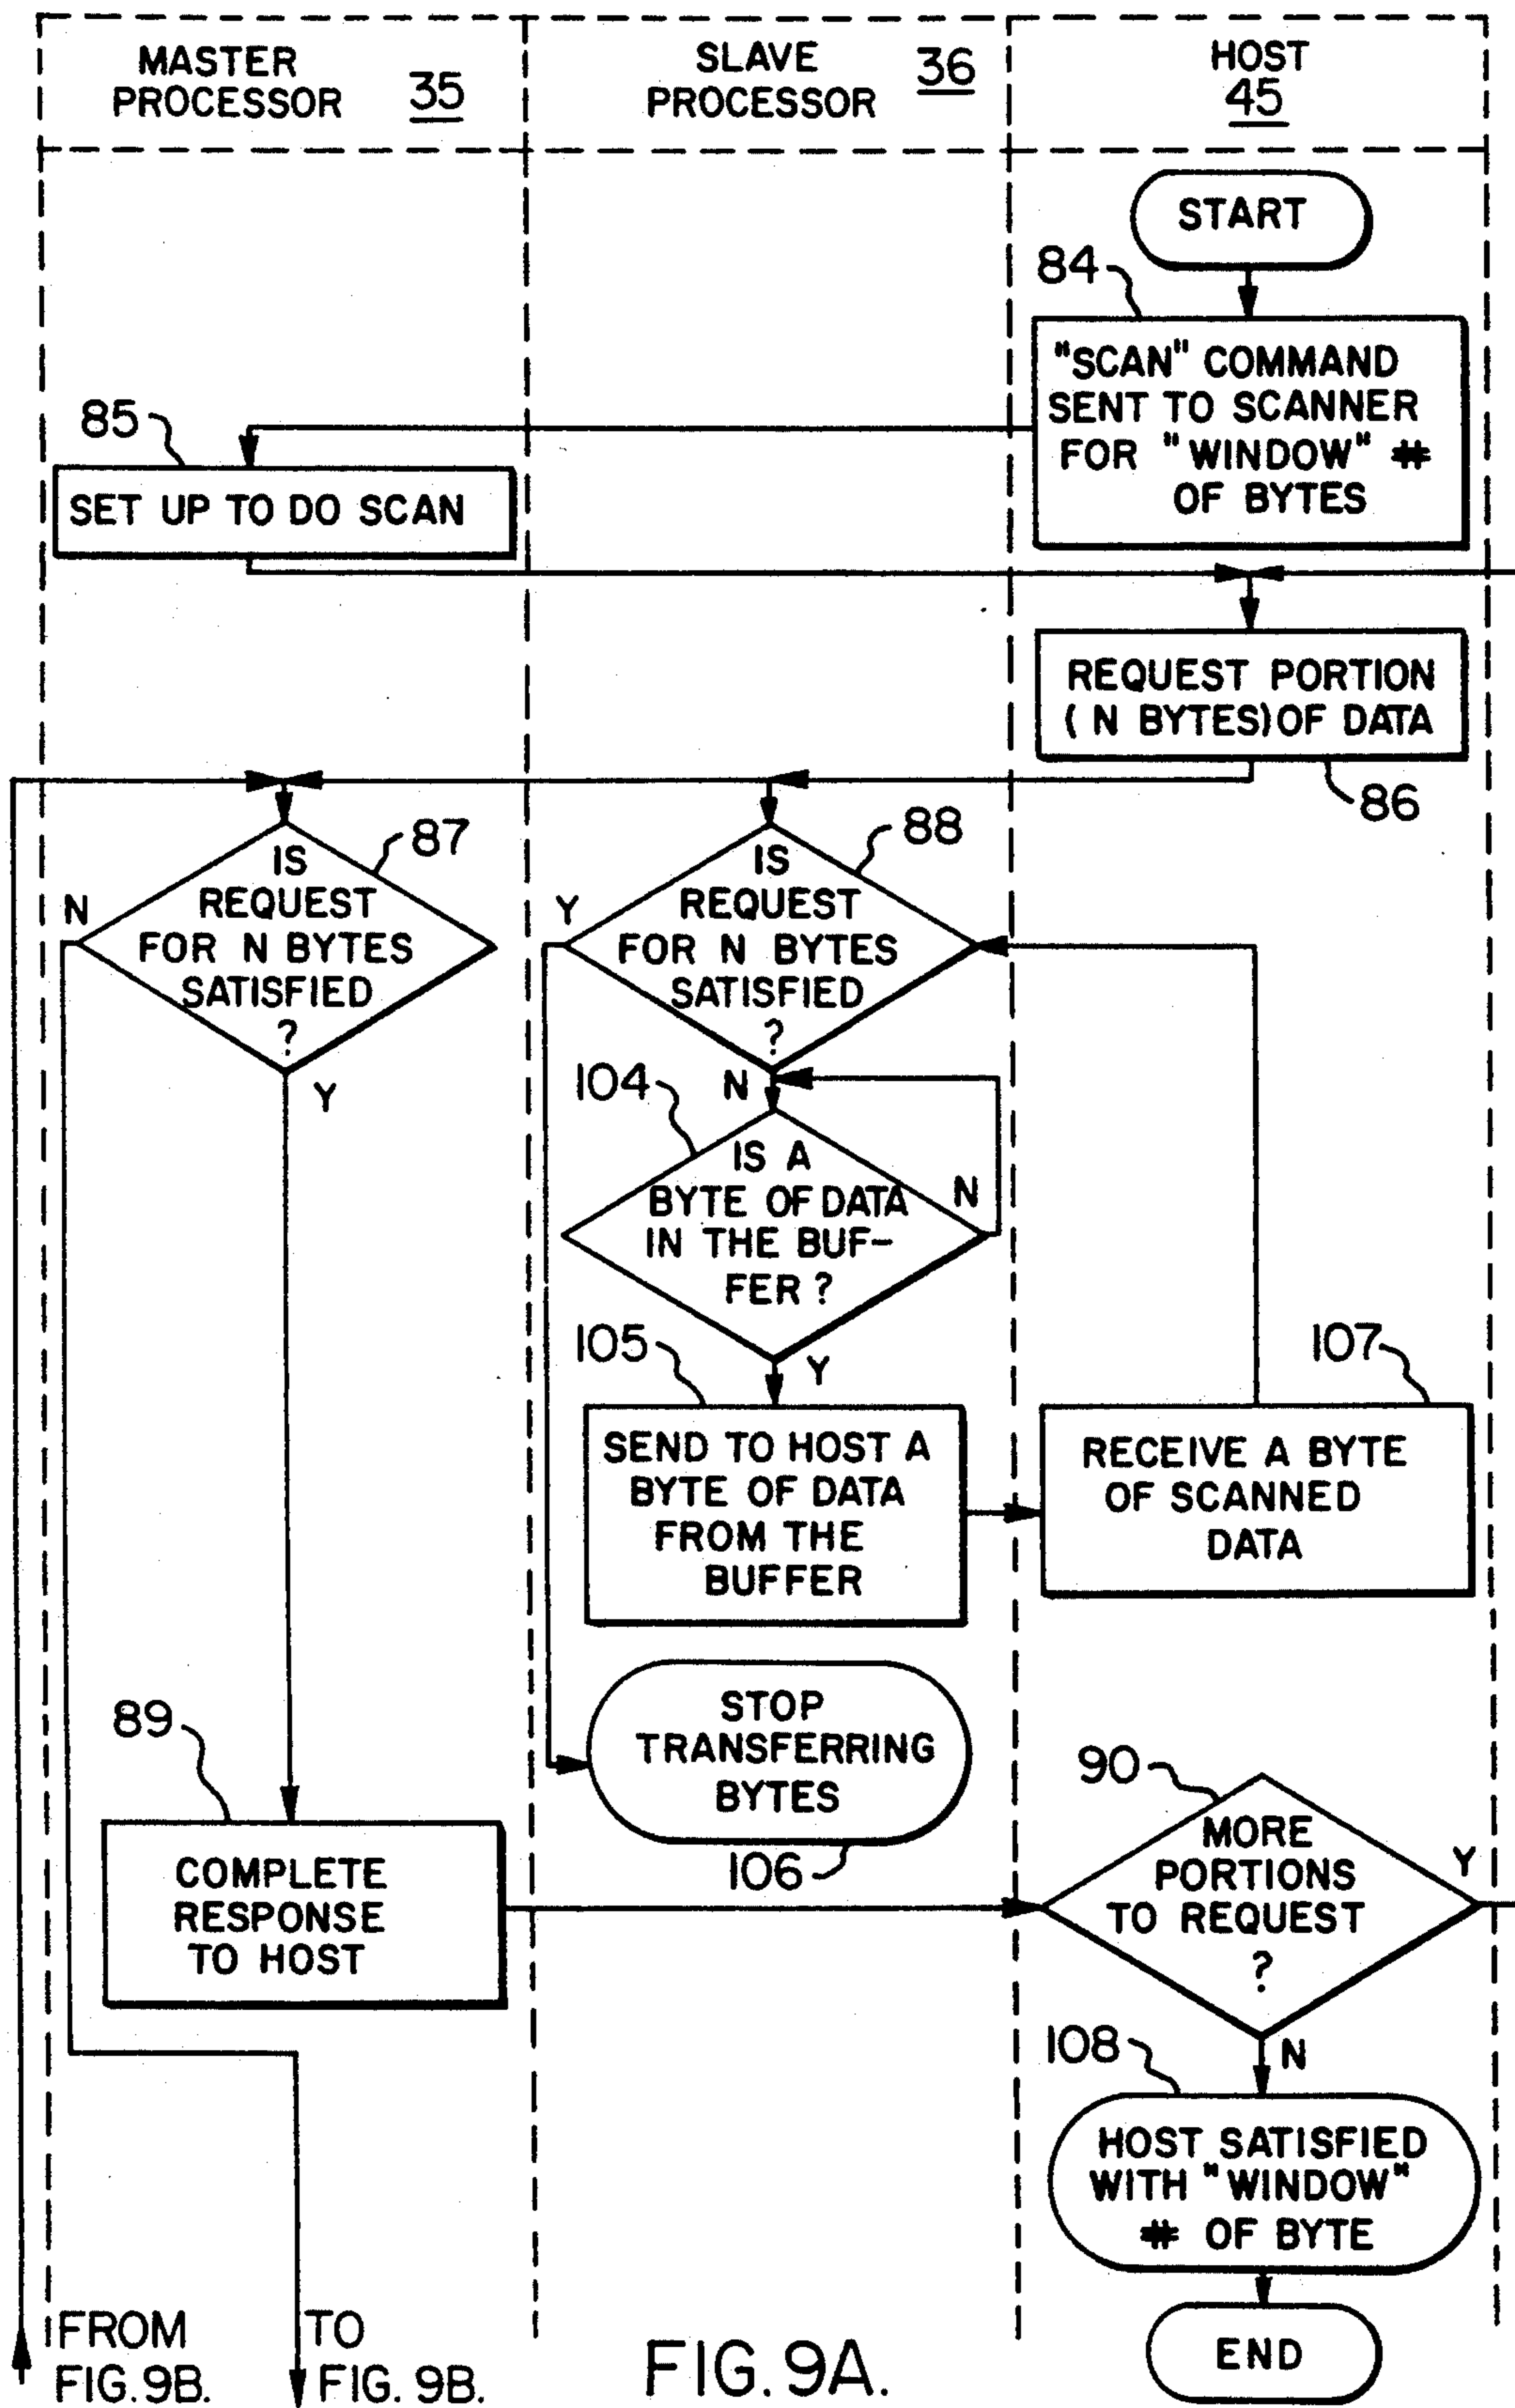 MASTER
PROCESSOR 35
SLAVE
PROCESSOR 36
HOST
45
START
84
"SCAN" COMMAND
SENT TO SCANNER
FOR "WINDOW" #
OF BYTES
85
SET UP TO DO SCAN
REQUEST PORTION
(N BYTES) OF DATA
86
87
IS
REQUEST
FOR N BYTES
SATISFIED
?
N
Y
88
IS
REQUEST
FOR N BYTES
SATISFIED
?
Y
N
104
IS A
BYTE OF DATA
IN THE BUF-
FER ?
N
Y
105
SEND TO HOST A
BYTE OF DATA
FROM THE
BUFFER
107
RECEIVE A BYTE
OF SCANNED
DATA
STOP
TRANSFERRING
BYTES
106
89
COMPLETE
RESPONSE
TO HOST
90
MORE
PORTIONS
TO REQUEST
?
Y
N
108
HOST SATISFIED
WITH "WINDOW"
# OF BYTE
END
FROM
FIG. 9B.
TO
FIG. 9B.
FIG. 9A.